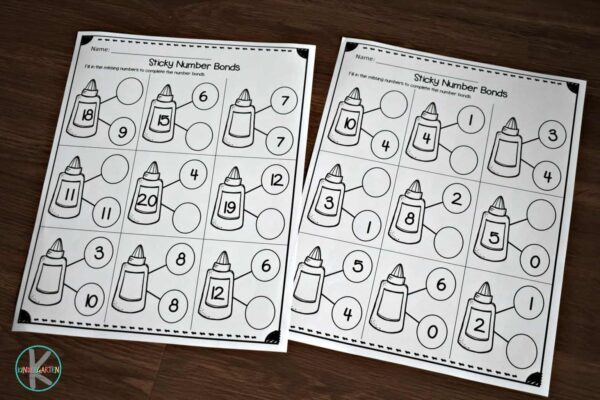 Name:
Sticky Number Bonds
Fill in the missing numbers to complete the number bonds.
18 9
15 6
7 7
11 11
20 4
19 12
3 10
8 8
12 6
Name:
Sticky Number Bonds
Fill in the missing numbers to complete the number bonds.
10 4
4 1
3 4
3 1
8 2
5 0
5 4
6 0
2 1
K
KINDERGARTEN